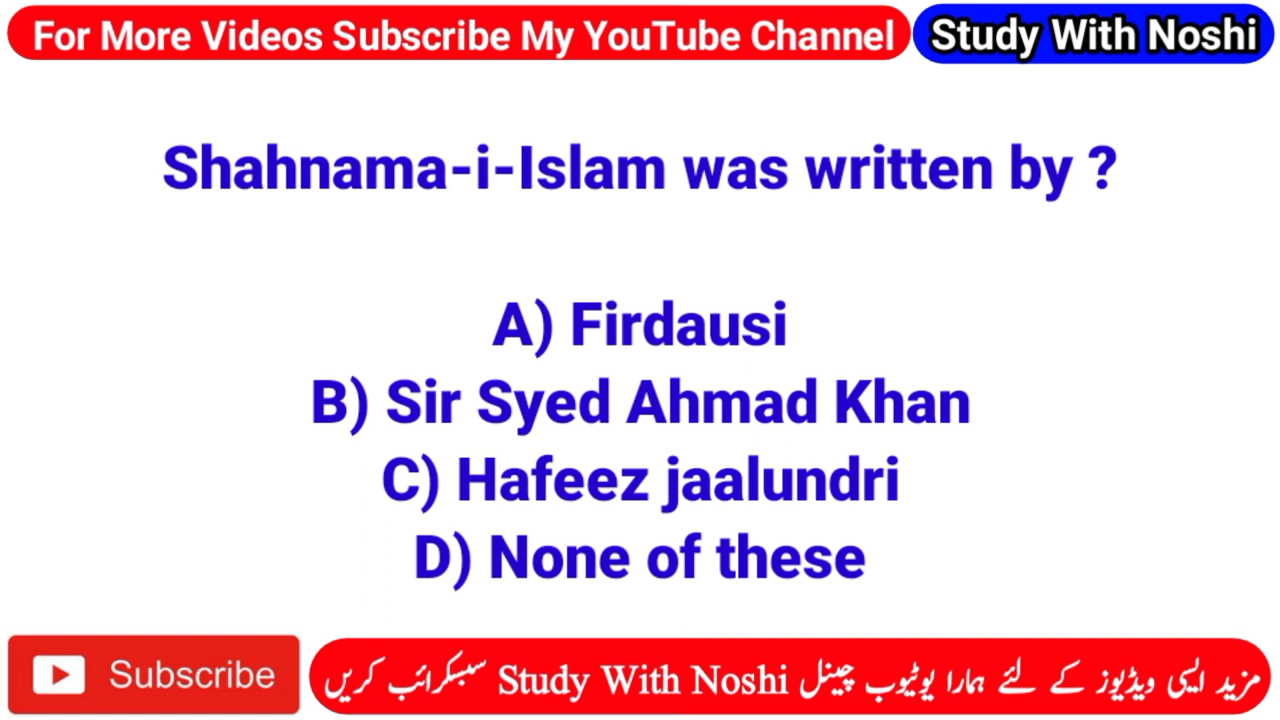 For More Videos Subscribe My YouTube Channel
Study With Noshi
Shahnama-i-Islam was written by ?
A) Firdausi
B) Sir Syed Ahmad Khan
C) Hafeez jaalundri
D) None of these
Subscribe
مزید ایسی ویڈیوز کے لئے ہمارا یوٹیوب چینل Study With Noshi سبسکرائب کریں